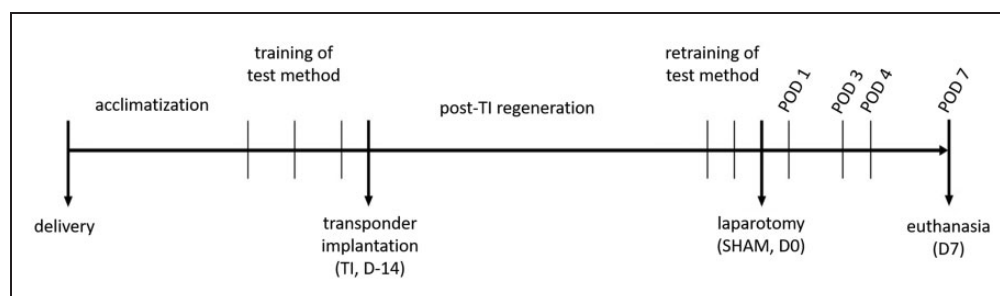 training of
test method
retraining of
test method
acclimatization
post-TI regeneration
POD 1
POD 3
POD 4
POD 7
delivery
transponder
implantation
(TI, D-14)
laparotomy
(SHAM, D0)
euthanasia
(D7)